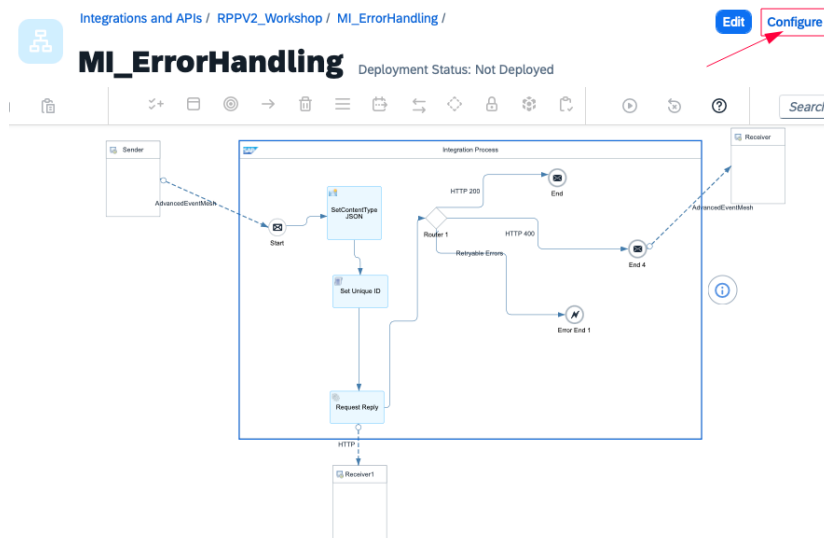 Integrations and APIs / RPPV2_Workshop / MI_ErrorHandling /
Edit
Configure
MI_ErrorHandling
Deployment Status: Not Deployed
Search
Sender
SAP
Integration Process
Receiver
HTTP 200
End
AdvancedEventMesh
SetContentType
JSON
AdvancedEventMesh
Start
Router 1
HTTP 400
End 4
Retryable Errors
Set Unique ID
Error End 1
Request Reply
HTTP
Receiver1